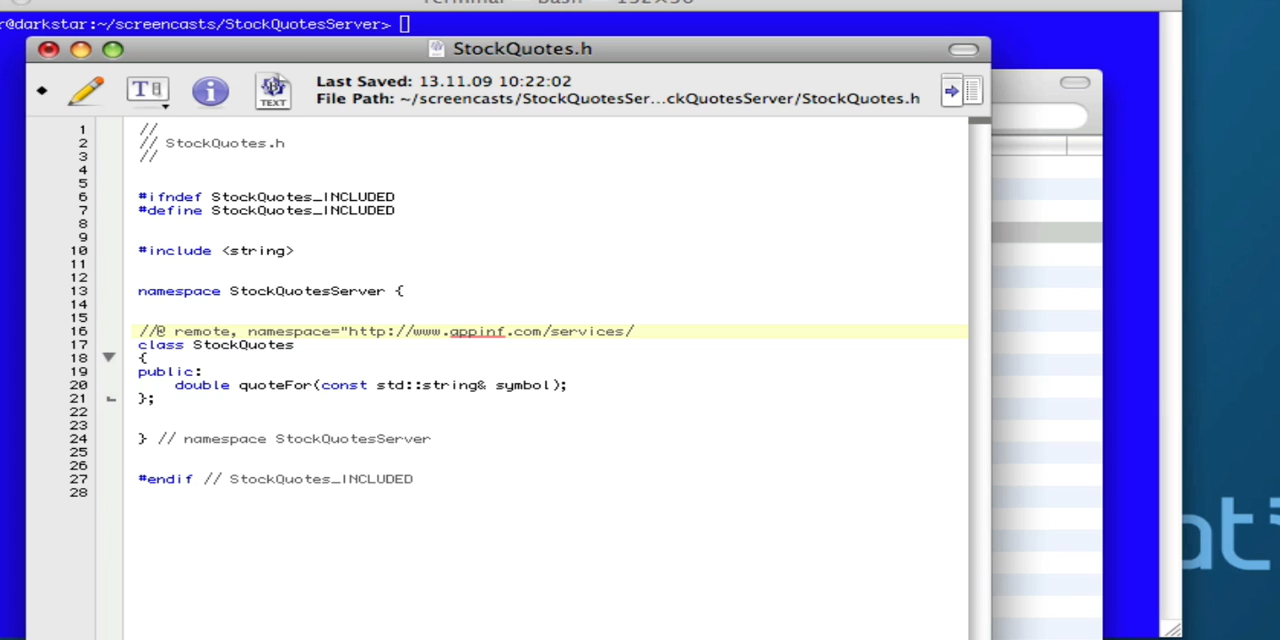 Terminal — bash — 132×36
r@darkstar:~/screencasts/StockQuotesServer>
StockQuotes.h
Last Saved: 13.11.09 10:22:02
File Path: ~/screencasts/StockQuotesSer...ckQuotesServer/StockQuotes.h
T
TEXT
1 //
2 // StockQuotes.h
3 //
4
5
6 #ifndef StockQuotes_INCLUDED
7 #define StockQuotes_INCLUDED
8
9
10 #include <string>
11
12
13 namespace StockQuotesServer {
14
15
16 //@ remote, namespace="http://www.appinf.com/services/
17 class StockQuotes
18 {
19 public:
20 double quoteFor(const std::string& symbol);
21 };
22
23
24 } // namespace StockQuotesServer
25
26
27 #endif // StockQuotes_INCLUDED
28